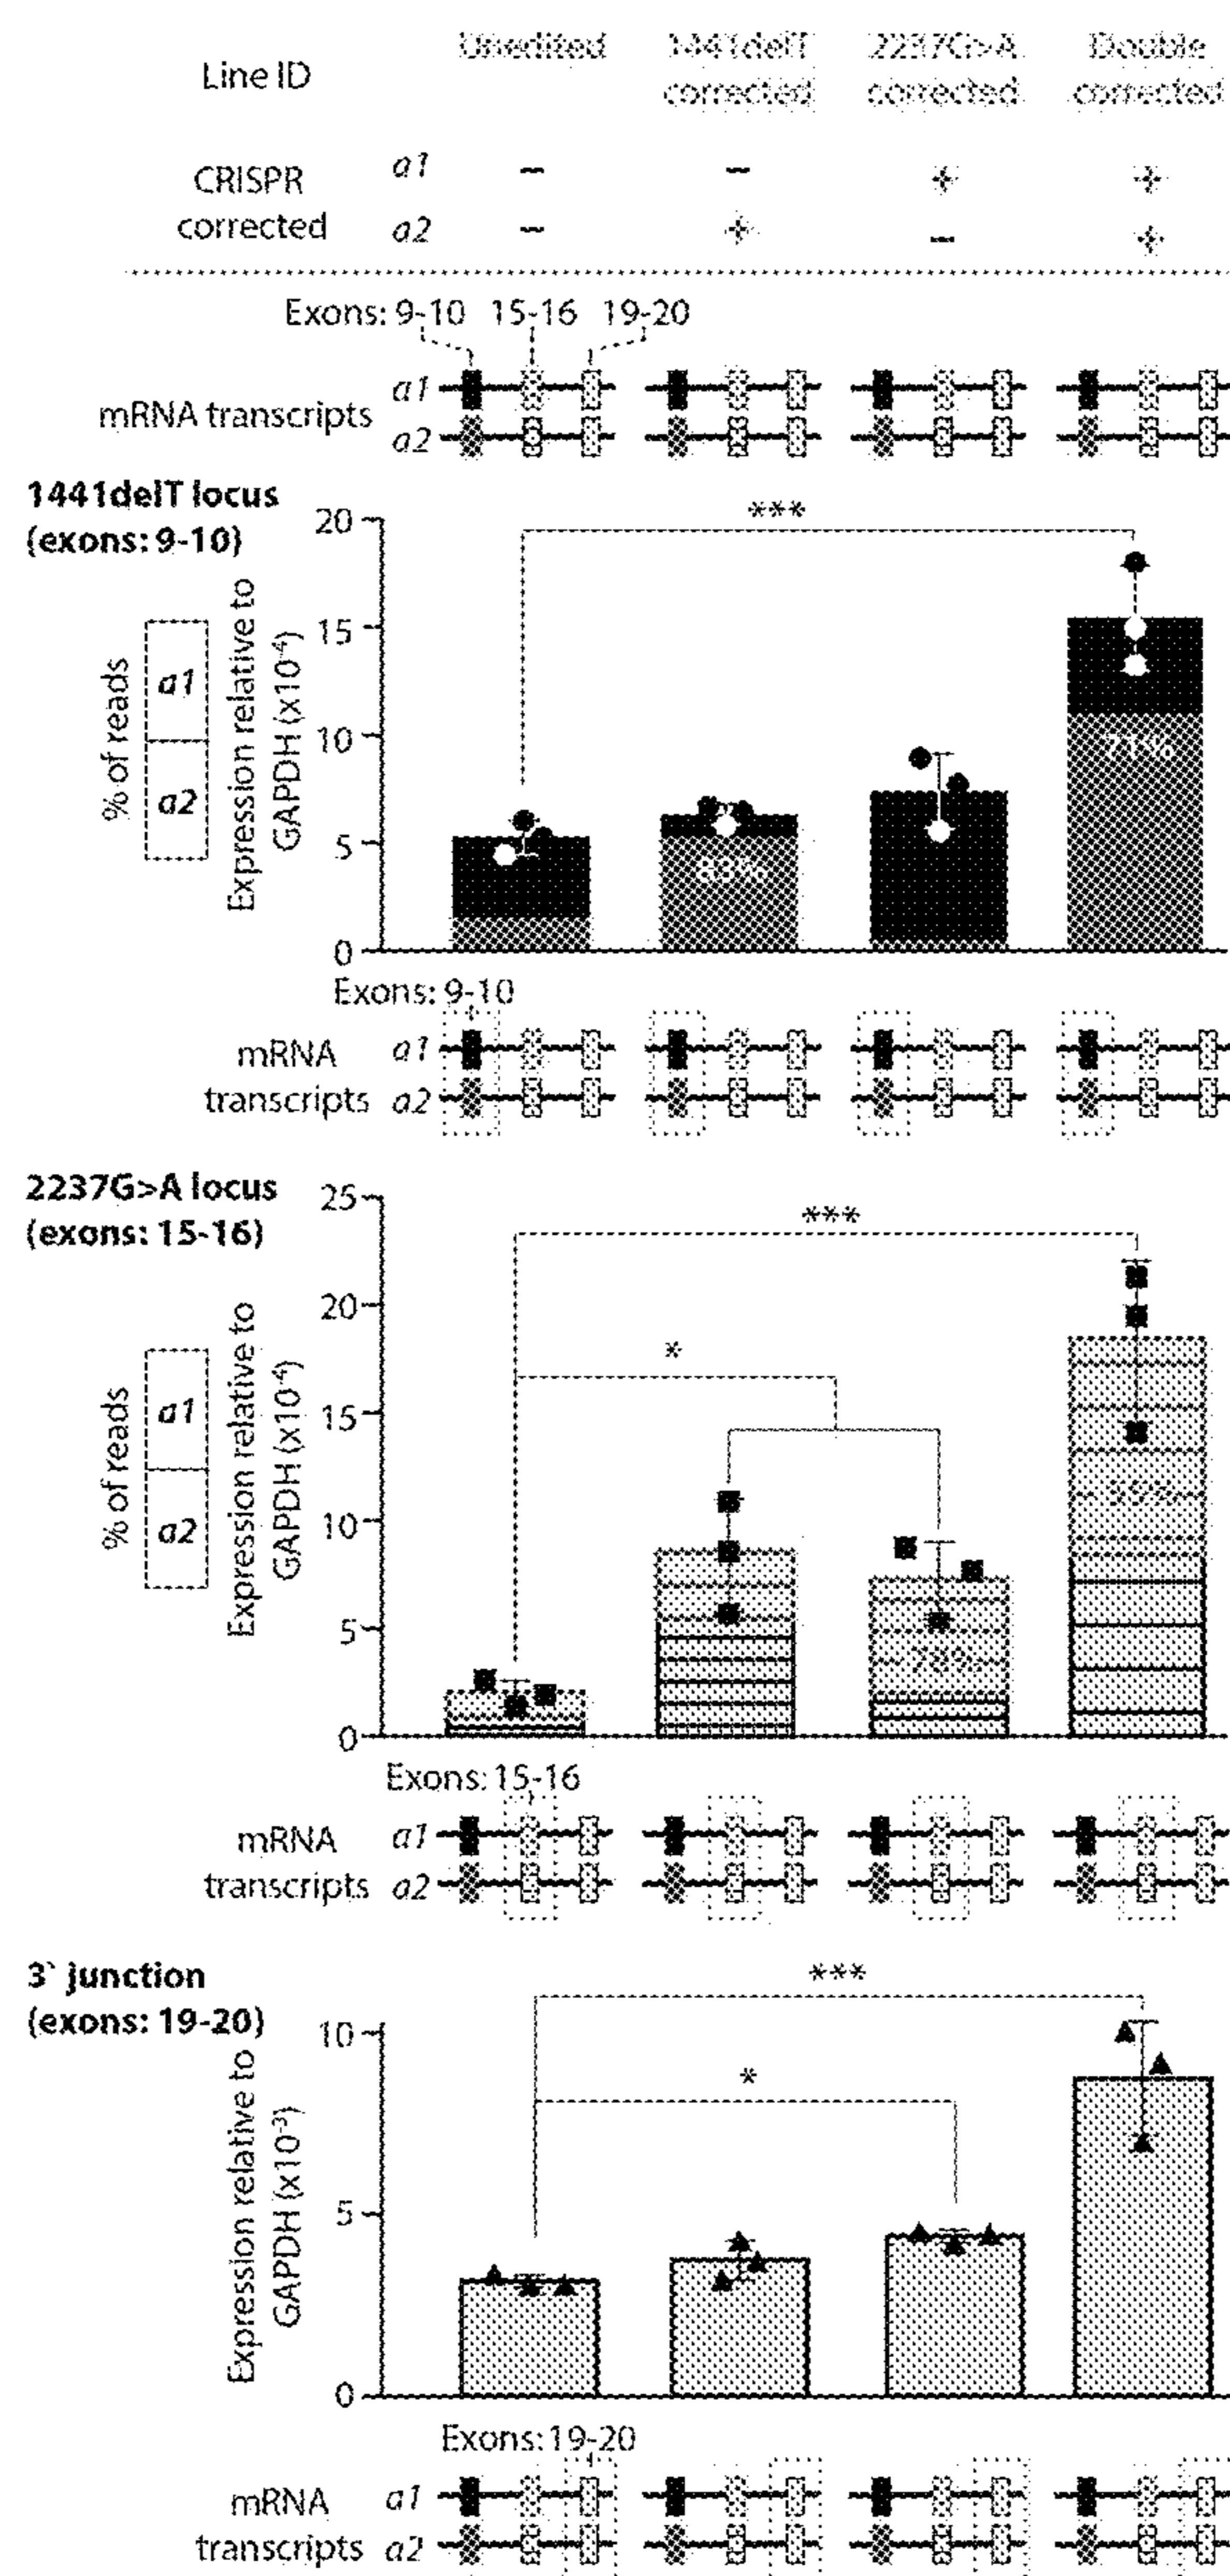 Line ID
Unedited
1441delT corrected
2237G>A corrected
Double corrected
CRISPR corrected
a1 − − + +
a2 − + − +
Exons: 9-10 15-16 19-20
mRNA transcripts
a1
a2
1441delT locus
(exons: 9-10)
% of reads
a1
a2
Expression relative to
GAPDH (x10⁻⁴)
20
15
10
5
0
***
83%
71%
Exons: 9-10
mRNA
transcripts
a1
a2
2237G>A locus
(exons: 15-16)
% of reads
a1
a2
Expression relative to
GAPDH (x10⁻⁴)
25
20
15
10
5
0
***
*
78%
Exons: 15-16
mRNA
transcripts
a1
a2
3` junction
(exons: 19-20)
Expression relative to
GAPDH (x10⁻³)
10
5
0
***
*
Exons: 19-20
mRNA
transcripts
a1
a2